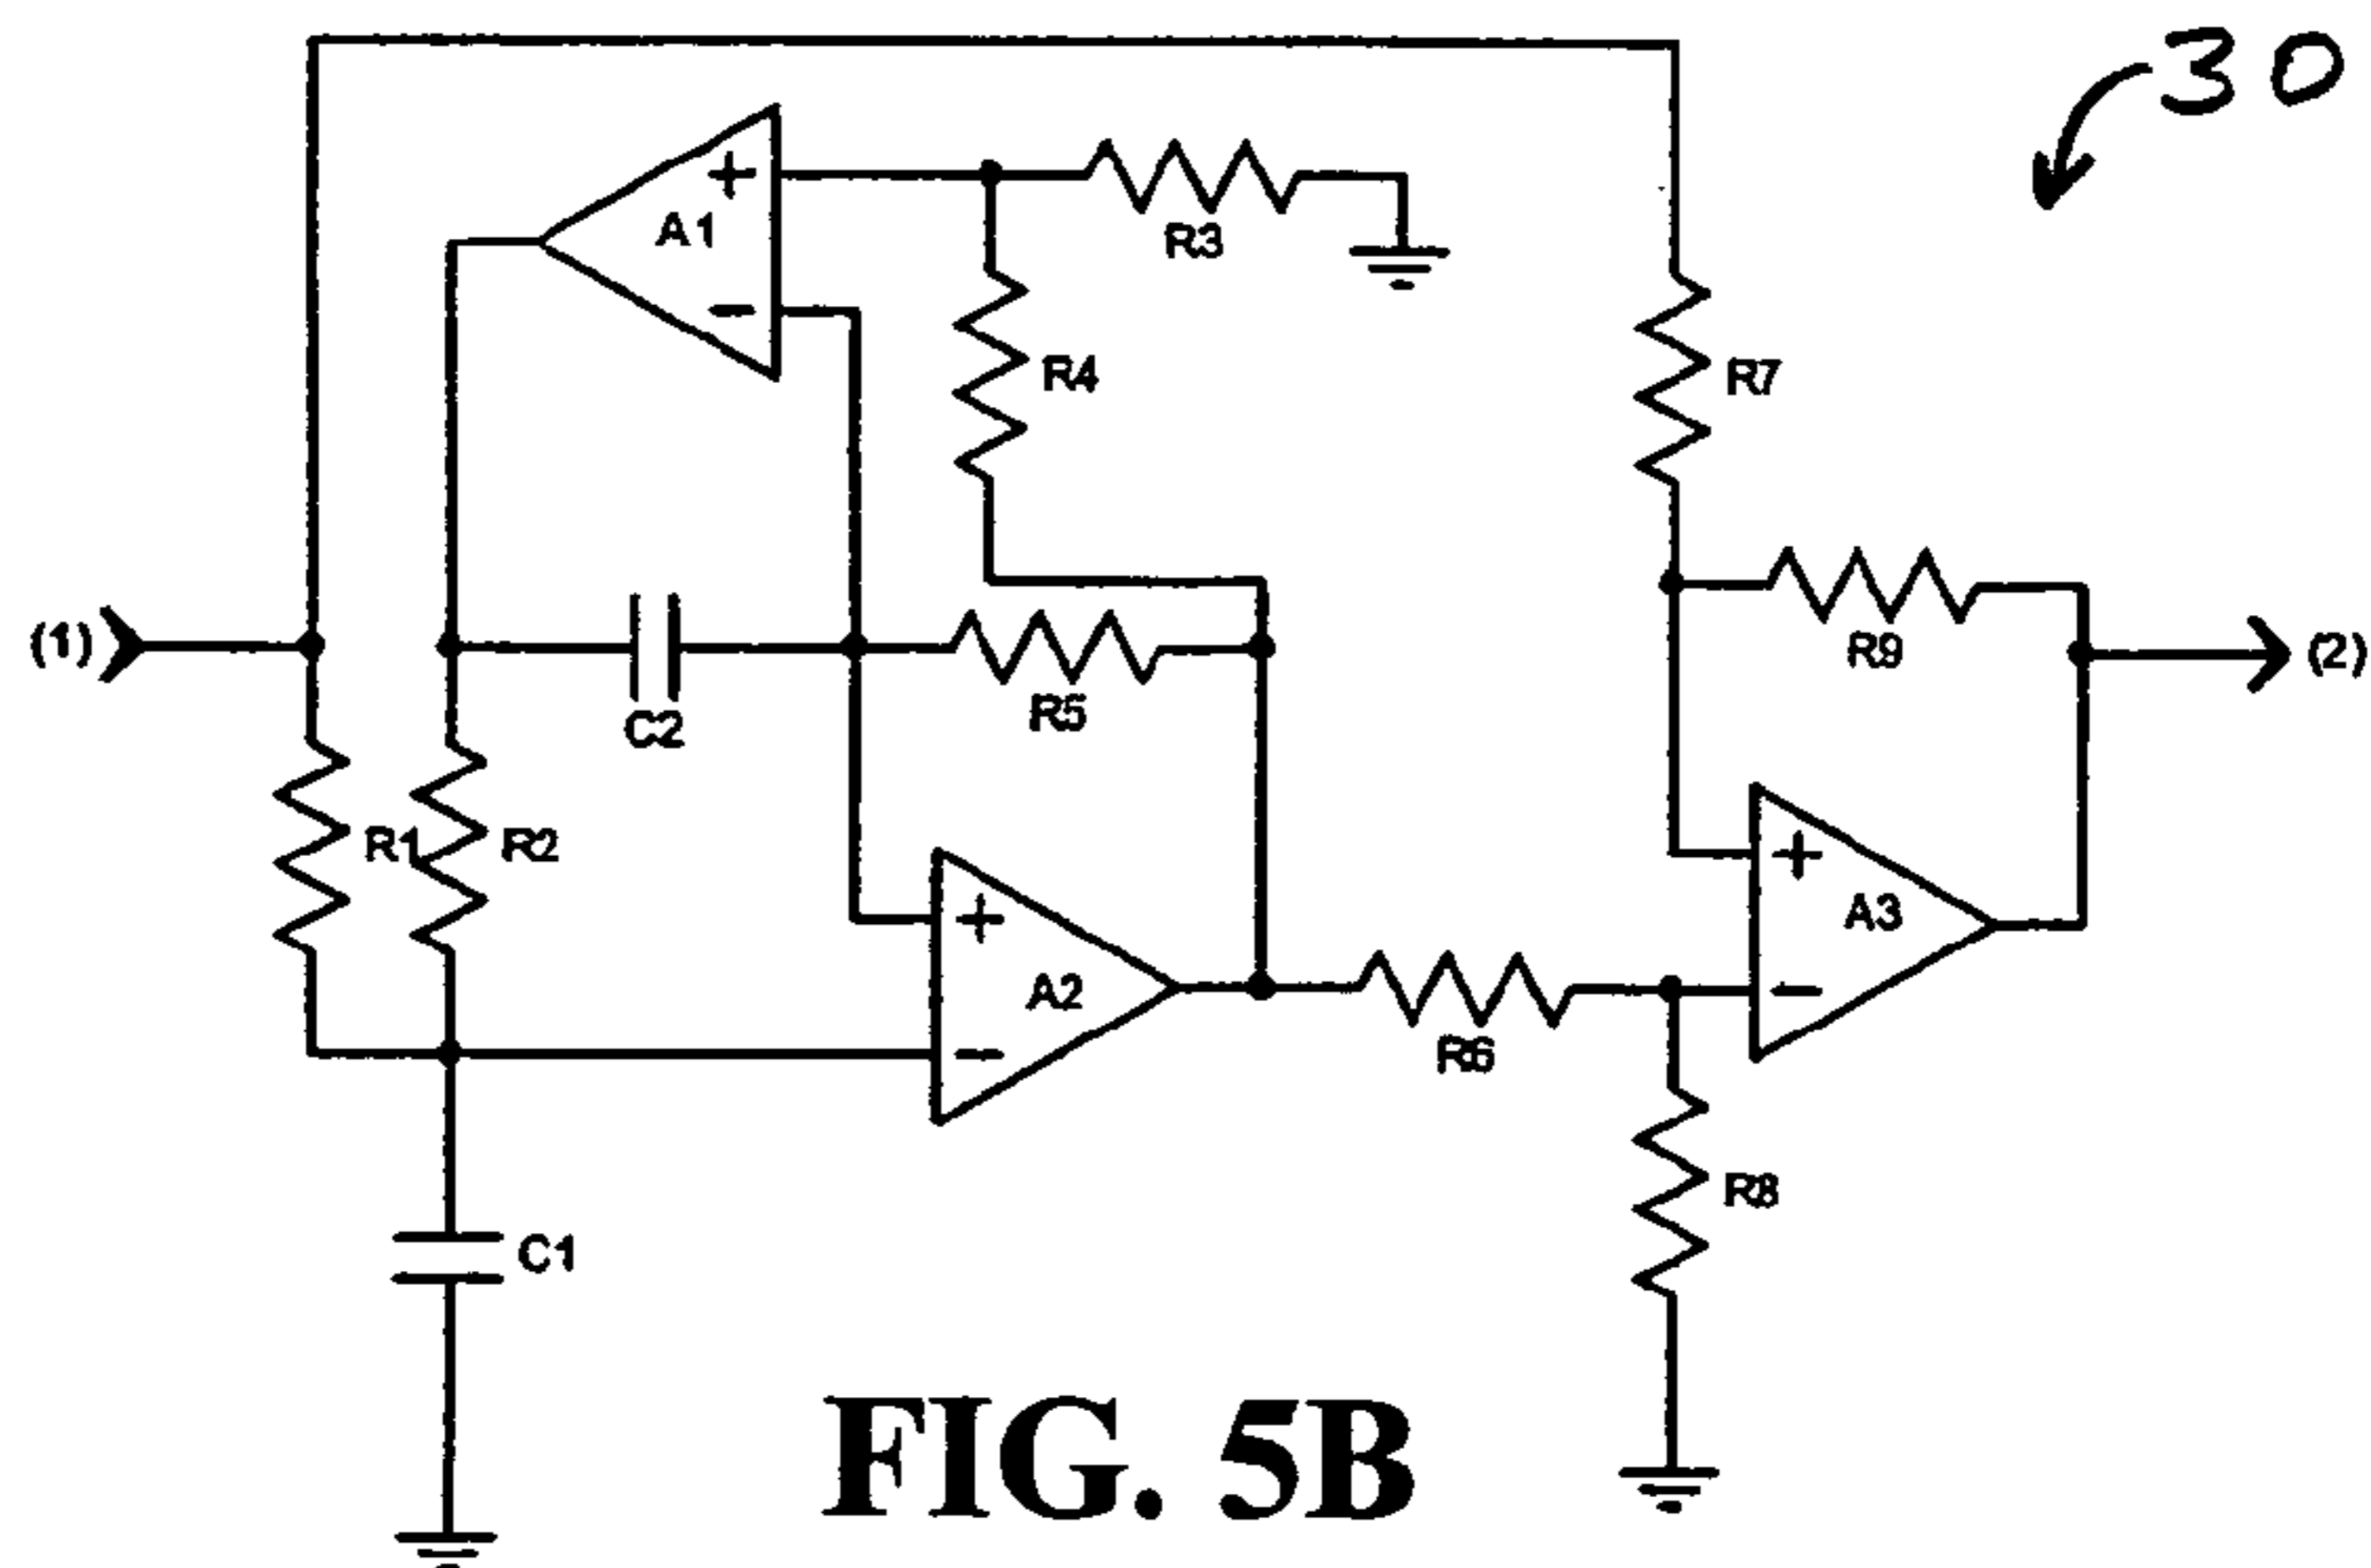 30
+
A1
R3
−
R4
R7
(1)
C2
R5
R9
(2)
R1
R2
+
A3
+
A2
−
−
R6
R8
C1
FIG. 5B